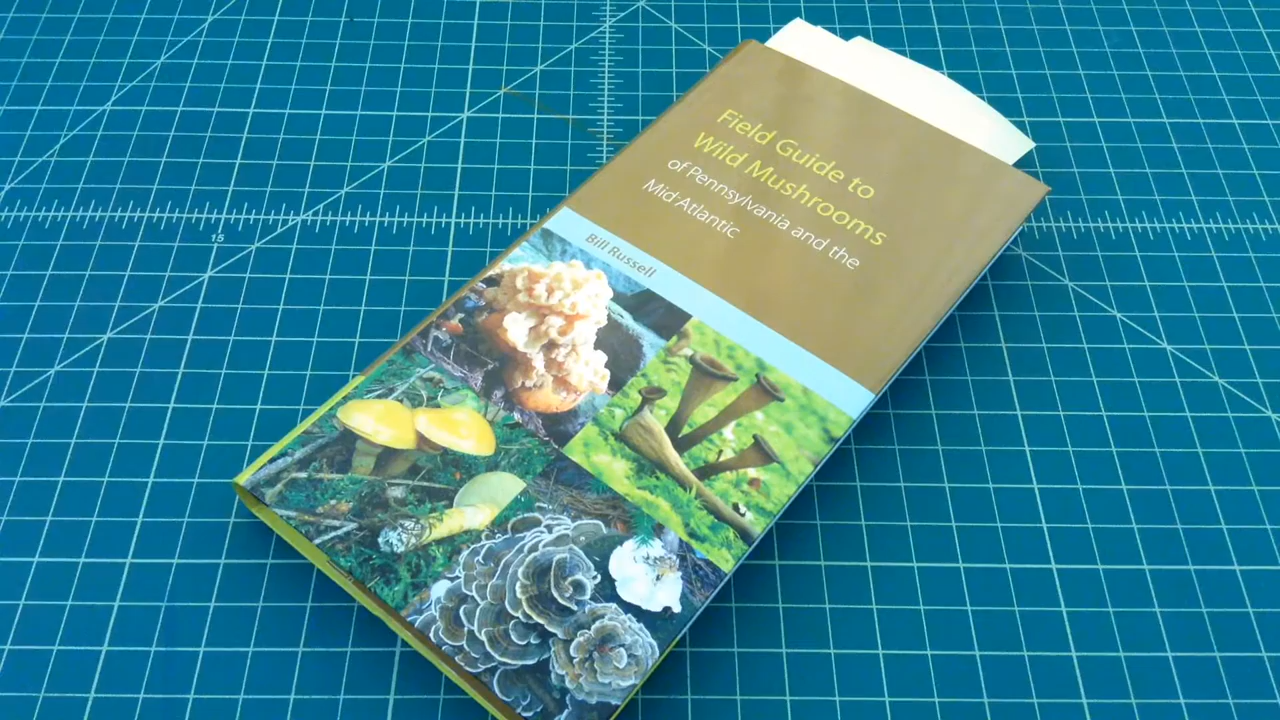 Field Guide to
Wild Mushrooms
of Pennsylvania and the
Mid-Atlantic
Bill Russell
15